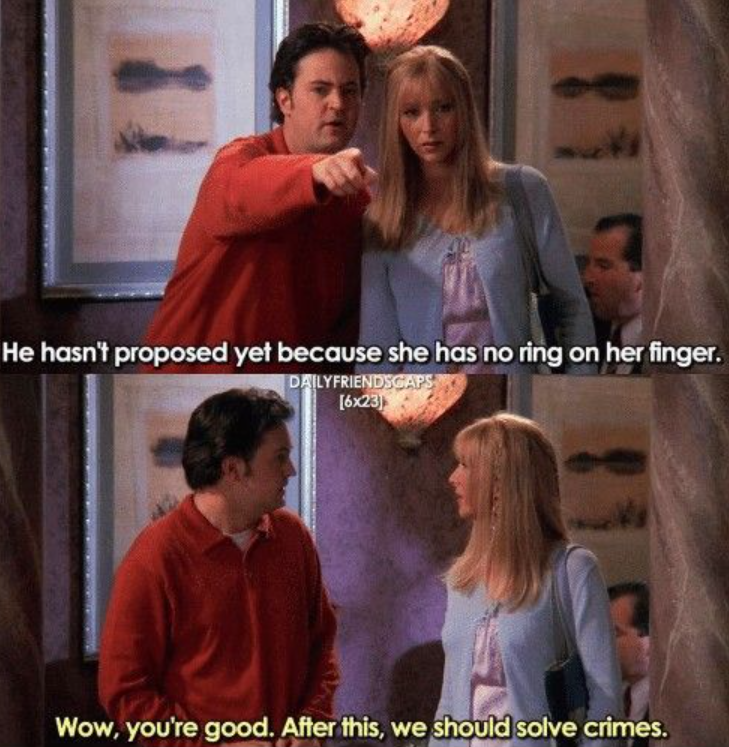 He hasn't proposed yet because she has no ring on her finger.
DAILYFRIENDSCAPS
[6x23]
Wow, you're good. After this, we should solve crimes.